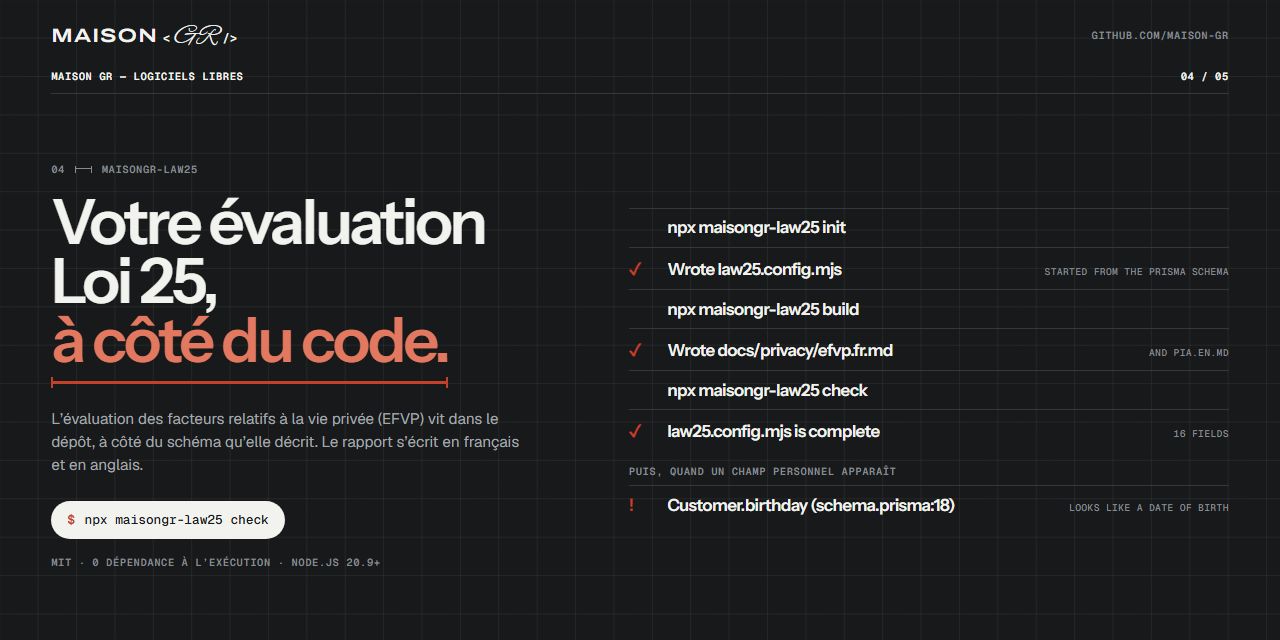 MAISON <GR/>
GITHUB.COM/MAISON-GR
MAISON GR — LOGICIELS LIBRES
04 / 05
04 MAISONGR-LAW25
Votre évaluation
Loi 25,
à côté du code.
L’évaluation des facteurs relatifs à la vie privée (EFVP) vit dans le
dépôt, à côté du schéma qu’elle décrit. Le rapport s’écrit en français
et en anglais.
$ npx maisongr-law25 check
MIT · 0 DÉPENDANCE À L’EXÉCUTION · NODE.JS 20.9+
npx maisongr-law25 init
✓ Wrote law25.config.mjs STARTED FROM THE PRISMA SCHEMA
npx maisongr-law25 build
✓ Wrote docs/privacy/efvp.fr.md AND PIA.EN.MD
npx maisongr-law25 check
✓ law25.config.mjs is complete 16 FIELDS
PUIS, QUAND UN CHAMP PERSONNEL APPARAÎT
! Customer.birthday (schema.prisma:18) LOOKS LIKE A DATE OF BIRTH